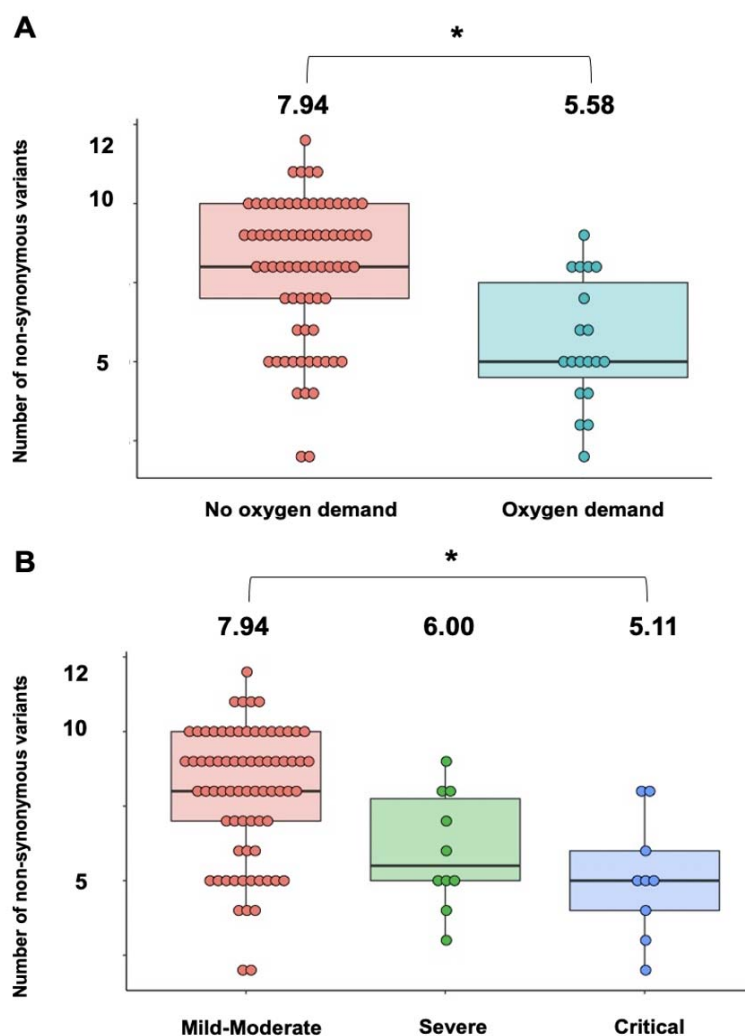 A
*
7.94 5.58
Number of non-synonymous variants
12
10
5
No oxygen demand Oxygen demand
B
*
7.94 6.00 5.11
Number of non-synonymous variants
12
10
5
Mild-Moderate Severe Critical